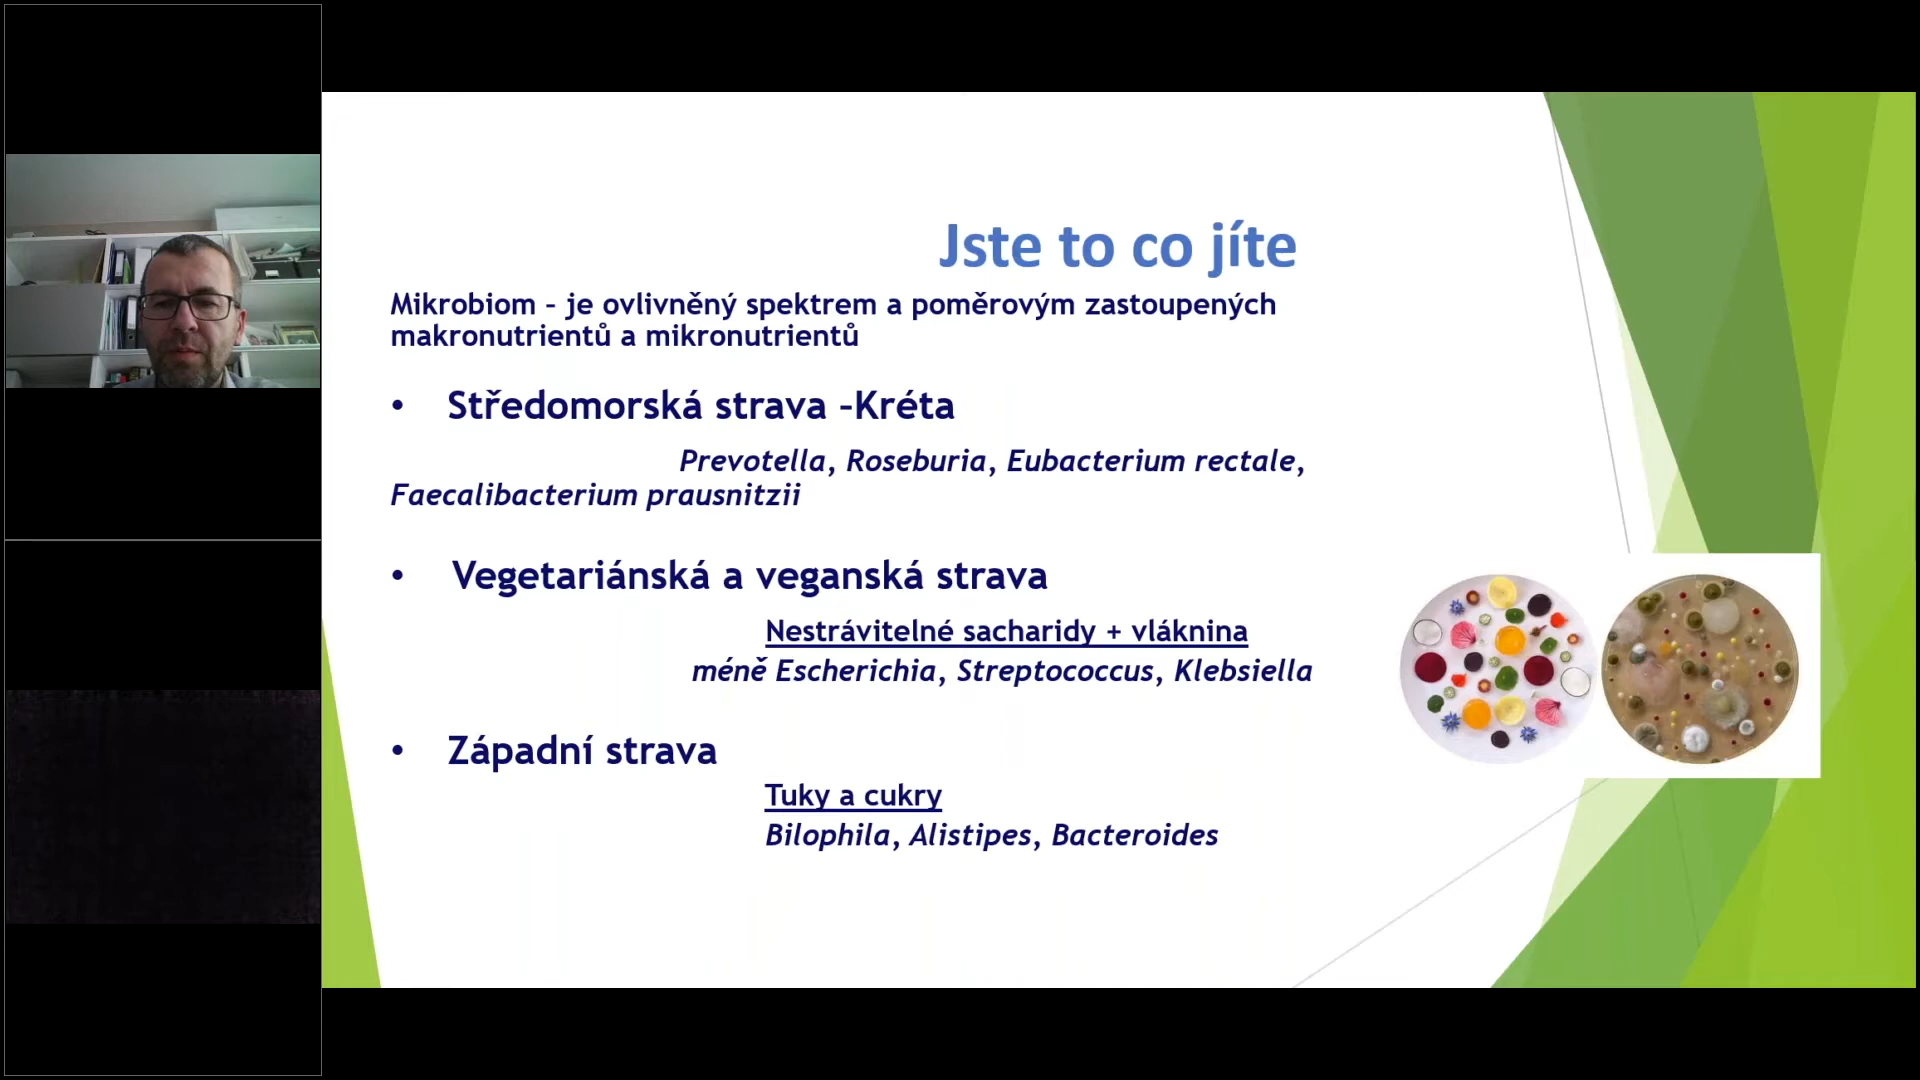 Jste to co jíte
Mikrobiom – je ovlivněný spektrem a poměrovým zastoupených
makronutrientů a mikronutrientů
• Středomorská strava –Kréta
Prevotella, Roseburia, Eubacterium rectale,
Faecalibacterium prausnitzii
• Vegetariánská a veganská strava
Nestrávitelné sacharidy + vláknina
méně Escherichia, Streptococcus, Klebsiella
• Západní strava
Tuky a cukry
Bilophila, Alistipes, Bacteroides